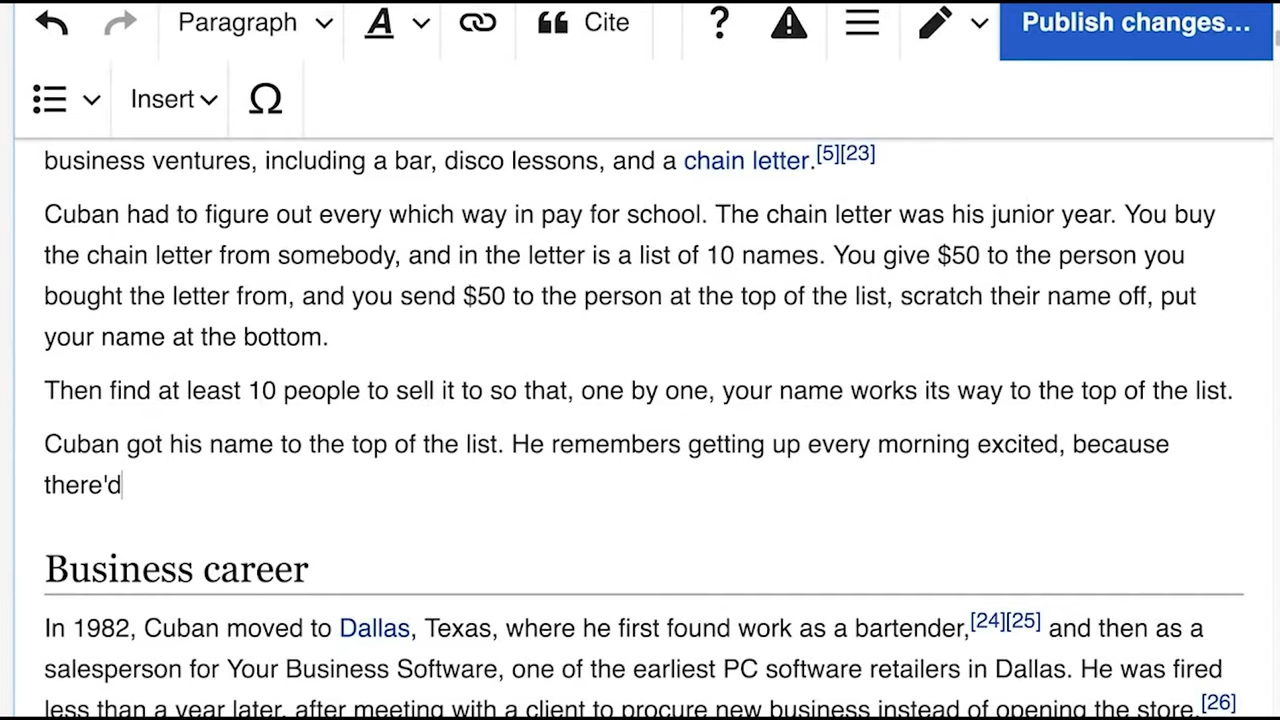 Paragraph A Cite ? Publish changes...
Insert Ω
business ventures, including a bar, disco lessons, and a chain letter.[5][23]
Cuban had to figure out every which way in pay for school. The chain letter was his junior year. You buy
the chain letter from somebody, and in the letter is a list of 10 names. You give $50 to the person you
bought the letter from, and you send $50 to the person at the top of the list, scratch their name off, put
your name at the bottom.
Then find at least 10 people to sell it to so that, one by one, your name works its way to the top of the list.
Cuban got his name to the top of the list. He remembers getting up every morning excited, because
there'd
Business career
In 1982, Cuban moved to Dallas, Texas, where he first found work as a bartender,[24][25] and then as a
salesperson for Your Business Software, one of the earliest PC software retailers in Dallas. He was fired
less than a year later, after meeting with a client to procure new business instead of opening the store.[26]